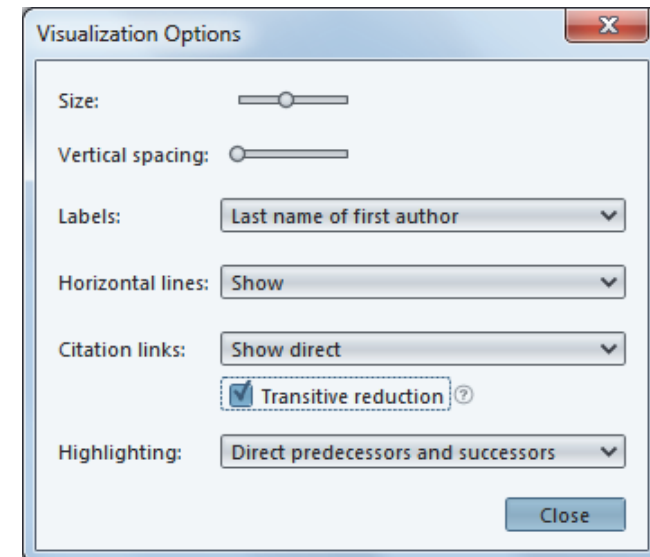 Visualization Options
Size:
Vertical spacing:
Labels: Last name of first author
Horizontal lines: Show
Citation links: Show direct
Transitive reduction ?
Highlighting: Direct predecessors and successors
Close